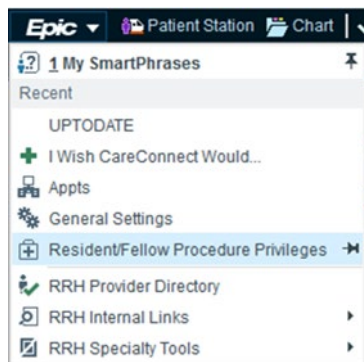 Epic Patient Station Chart
1 My SmartPhrases
Recent
UPTODATE
I Wish CareConnect Would...
Appts
General Settings
Resident/Fellow Procedure Privileges
RRH Provider Directory
RRH Internal Links
RRH Specialty Tools